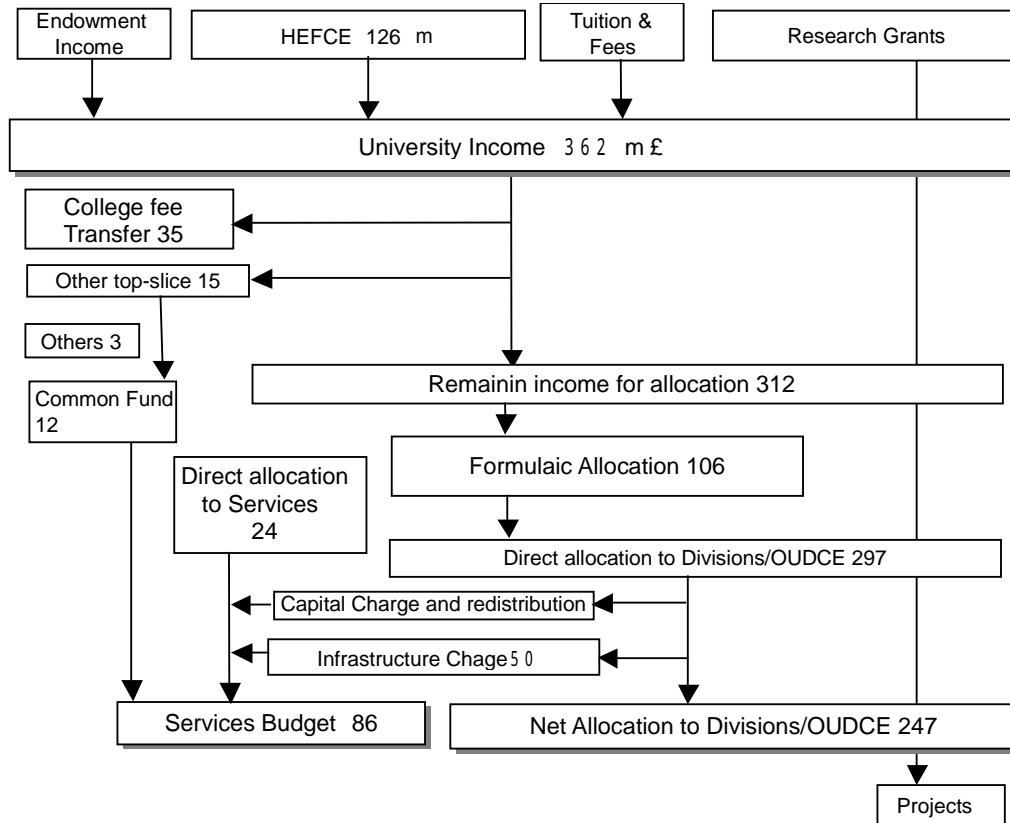 Endowment
Income
HEFCE 126 m
Tuition &
Fees
Research Grants
University Income 362 m £
College fee
Transfer 35
Other top-slice 15
Others 3
Common Fund
12
Remainin income for allocation 312
Direct allocation
to Services
24
Formulaic Allocation 106
Direct allocation to Divisions/OUDCE 297
Capital Charge and redistribution
Infrastructure Chage 50
Services Budget 86
Net Allocation to Divisions/OUDCE 247
Projects